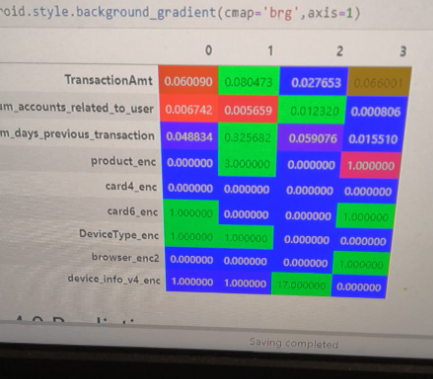 roid.style.background_gradient(cmap='brg',axis=1)
0 1 2 3
TransactionAmt 0.060090 0.080473 0.027653 0.066001
m_accounts_related_to_user 0.006742 0.005659 0.012320 0.000806
m_days_previous_transaction 0.048834 0.325682 0.059076 0.015510
product_enc 0.000000 3.000000 0.000000 1.000000
card4_enc 0.000000 0.000000 0.000000 0.000000
card6_enc 1.000000 0.000000 0.000000 1.000000
DeviceType_enc 1.000000 1.000000 0.000000 0.000000
browser_enc2 0.000000 0.000000 0.000000 1.000000
device_info_v4_enc 1.000000 1.000000 17.000000 0.000000
Saving completed